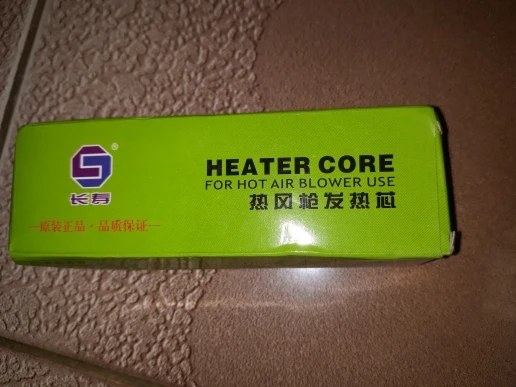 ®
长寿
—原装正品·品质保证—
HEATER CORE
FOR HOT AIR BLOWER USE
热风枪发热芯